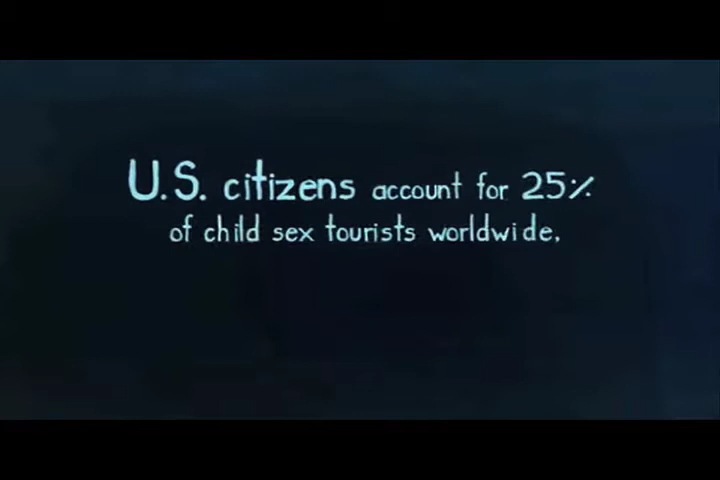 U.S. citizens account for 25%
of child sex tourists worldwide.